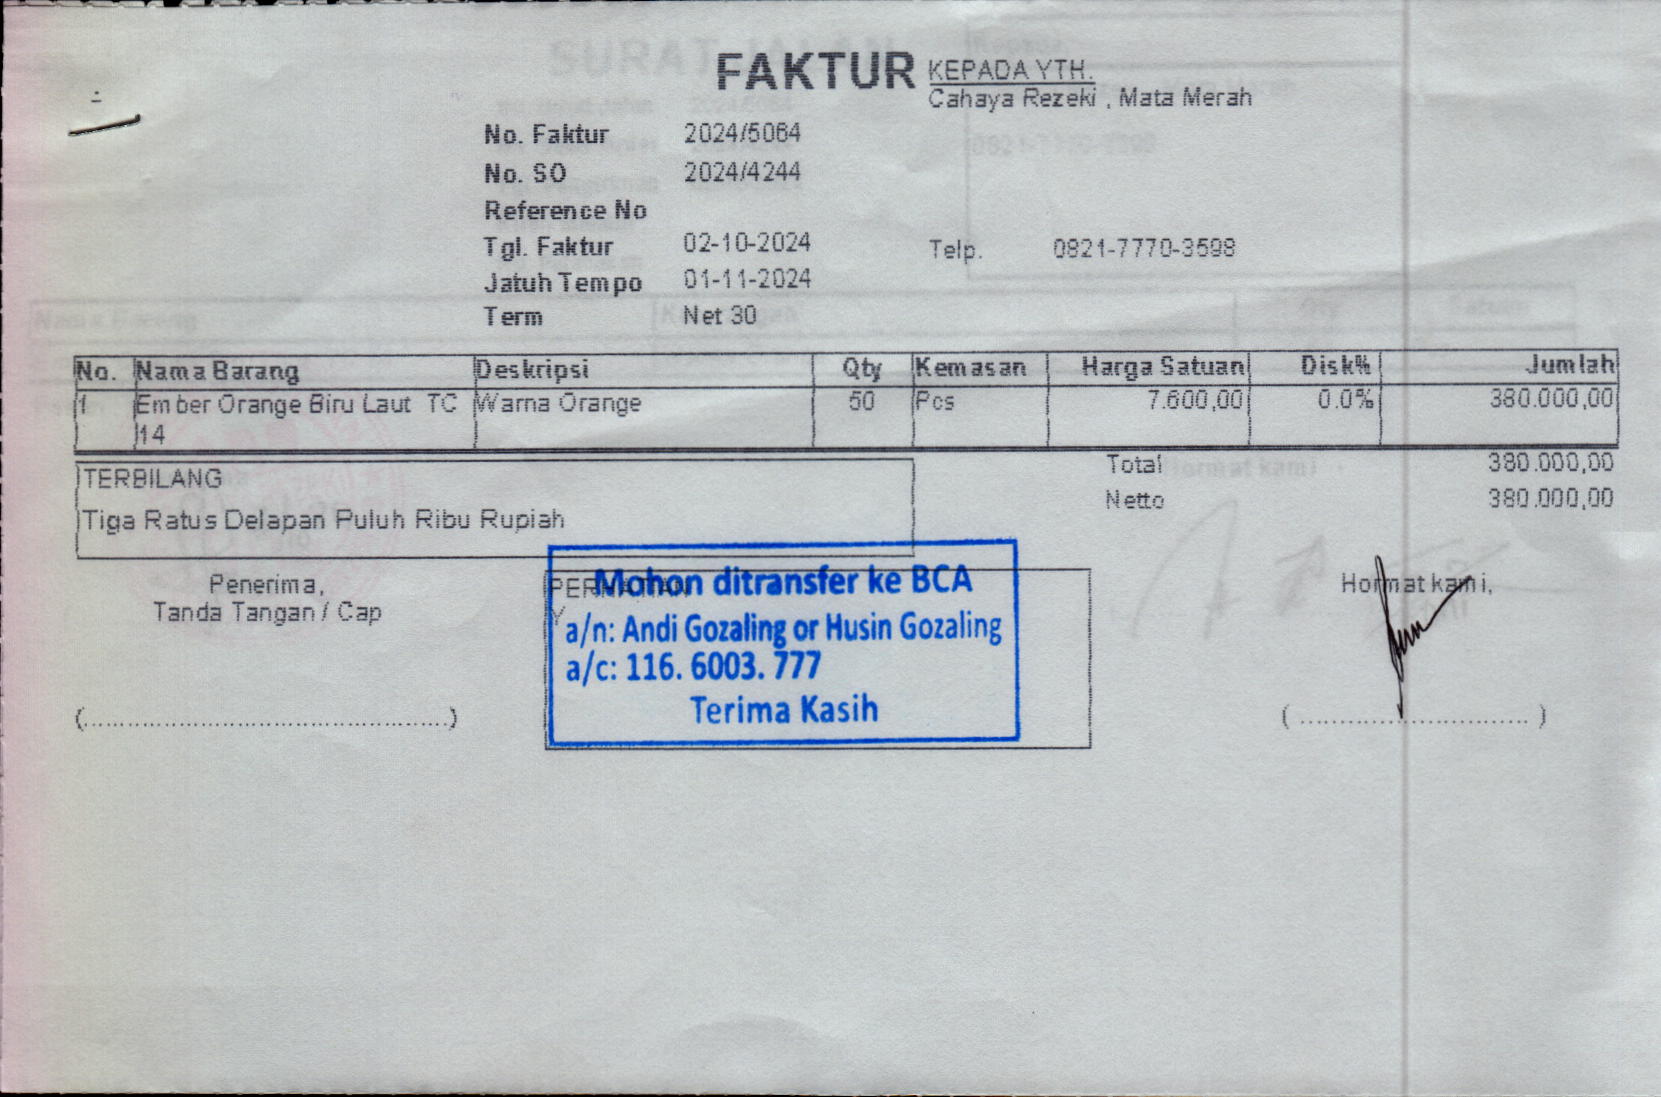 FAKTUR
KEPADA YTH.
Cahaya Rezeki , Mata Merah
No. Faktur 2024/5064
No. SO 2024/4244
Reference No
Tgl. Faktur 02-10-2024 Telp. 0821-7770-3598
Jatuh Tempo 01-11-2024
Term Net 30
No. Nama Barang Deskripsi Qty Kemasan Harga Satuan Disk% Jumlah
1 Ember Orange Biru Laut TC Warna Orange 50 Pcs 7.600,00 0.0% 380.000,00
14
Total 380.000,00
TERBILANG
Netto 380.000,00
Tiga Ratus Delapan Puluh Ribu Rupiah
Penerima,
Tanda Tangan / Cap
Mohon ditransfer ke BCA
a/n: Andi Gozaling or Husin Gozaling
a/c: 116. 6003. 777
Terima Kasih
Hormat kami,
(................................................)
( ............................. )